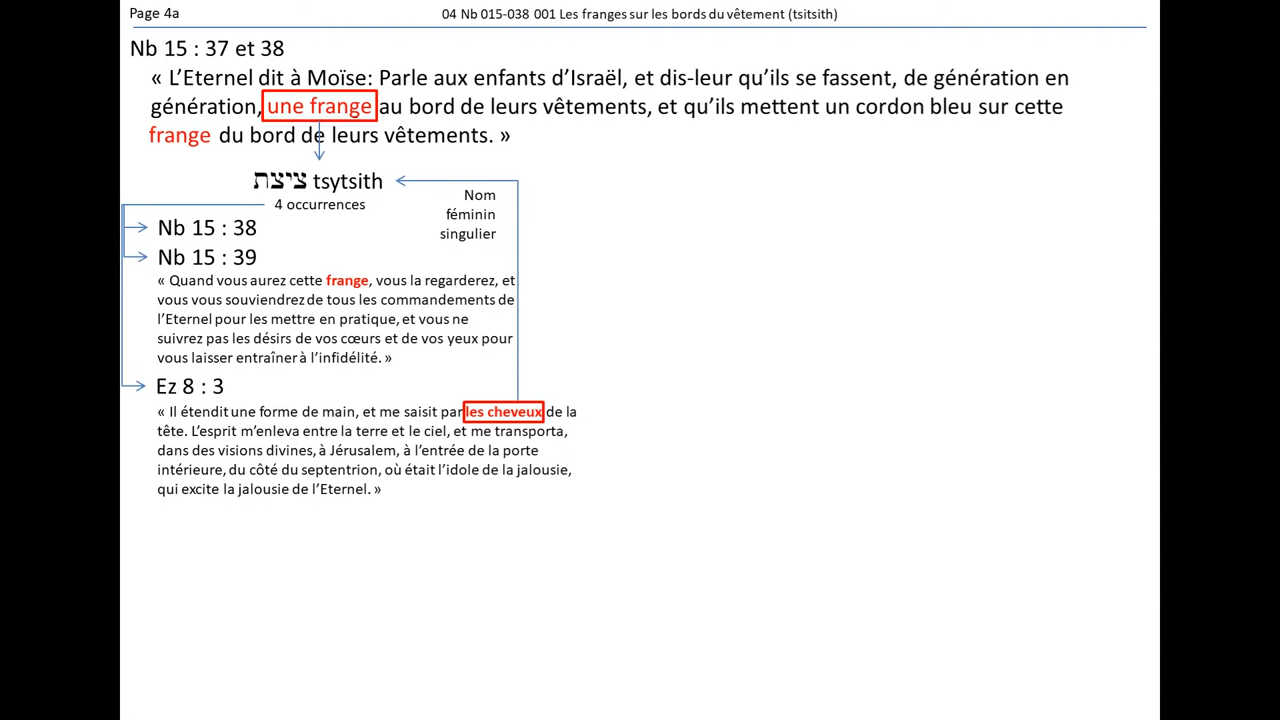 Page 4a
04 Nb 015-038 001 Les franges sur les bords du vêtement (tsitsith)
Nb 15 : 37 et 38
« L’Eternel dit à Moïse: Parle aux enfants d’Israël, et dis-leur qu’ils se fassent, de génération en
génération, une frange au bord de leurs vêtements, et qu’ils mettent un cordon bleu sur cette
frange du bord de leurs vêtements. »
ציצת tsytsith
4 occurrences
Nom
féminin
singulier
Nb 15 : 38
Nb 15 : 39
« Quand vous aurez cette frange, vous la regarderez, et
vous vous souviendrez de tous les commandements de
l’Eternel pour les mettre en pratique, et vous ne
suivrez pas les désirs de vos cœurs et de vos yeux pour
vous laisser entraîner à l’infidélité. »
Ez 8 : 3
« Il étendit une forme de main, et me saisit par les cheveux de la
tête. L’esprit m’enleva entre la terre et le ciel, et me transporta,
dans des visions divines, à Jérusalem, à l’entrée de la porte
intérieure, du côté du septentrion, où était l’idole de la jalousie,
qui excite la jalousie de l’Eternel. »